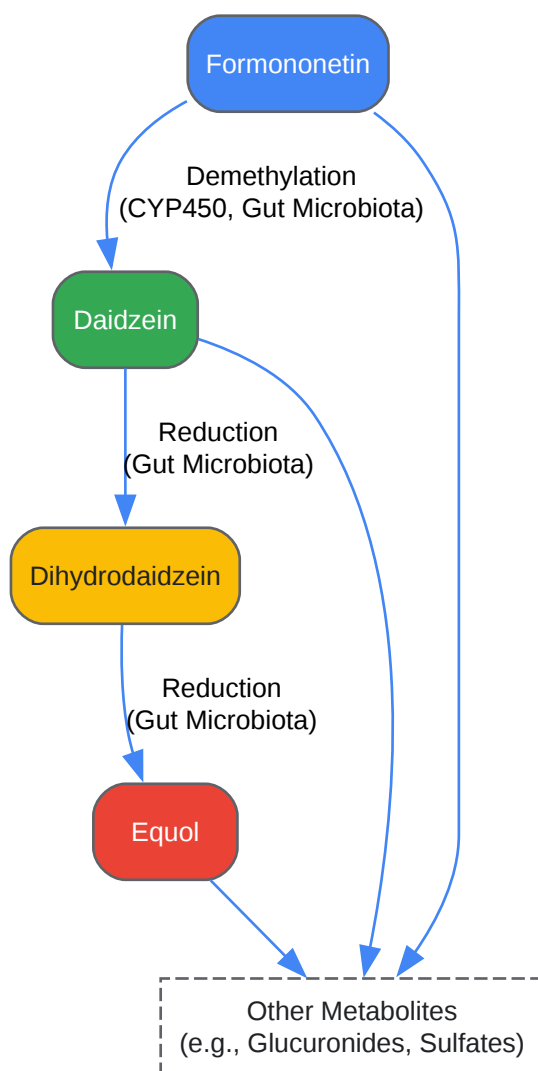 Formononetin
Demethylation
(CYP450, Gut Microbiota)
Daidzein
Reduction
(Gut Microbiota)
Dihydrodaidzein
Reduction
(Gut Microbiota)
Equol
Other Metabolites
(e.g., Glucuronides, Sulfates)